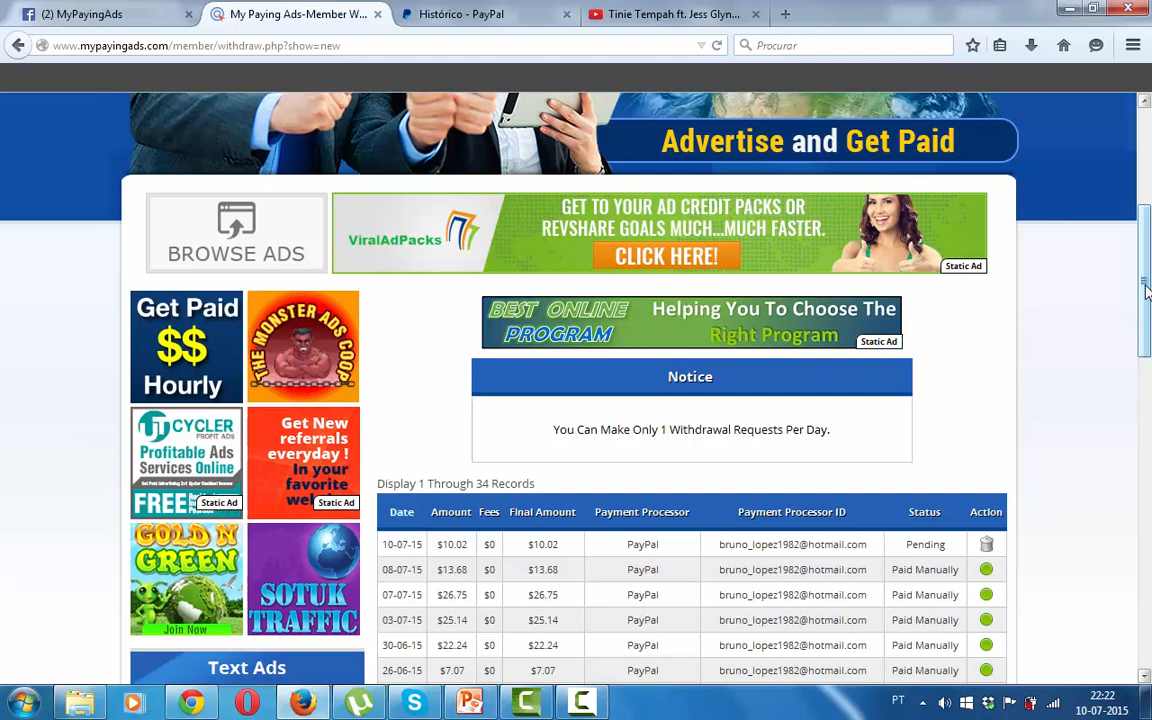 (2) MyPayingAds
My Paying Ads-Member W...
Histórico - PayPal
Tinie Tempah ft. Jess Glyn...
www.mypayingads.com/member/withdraw.php?show=new
Procurar
Advertise and Get Paid
BROWSE ADS
ViralAdPacks
GET TO YOUR AD CREDIT PACKS OR
REVSHARE GOALS MUCH...MUCH FASTER.
CLICK HERE!
Static Ad
Get Paid
$$
Hourly
THE MONSTER ADS COOP
BEST ONLINE
PROGRAM
Helping You To Choose The
Right Program
Static Ad
Notice
You Can Make Only 1 Withdrawal Requests Per Day.
CYCLER
PROFIT ADS
Profitable Ads
Services Online
FREE
Static Ad
Get New
referrals
everyday !
In your
favorite
Static Ad
GOLD N
GREEN
Join Now
SOTUK
TRAFFIC
Text Ads
Display 1 Through 34 Records
Date Amount Fees Final Amount Payment Processor Payment Processor ID Status Action
10-07-15 $10.02 $0 $10.02 PayPal bruno_lopez1982@hotmail.com Pending
08-07-15 $13.68 $0 $13.68 PayPal bruno_lopez1982@hotmail.com Paid Manually
07-07-15 $26.75 $0 $26.75 PayPal bruno_lopez1982@hotmail.com Paid Manually
03-07-15 $25.14 $0 $25.14 PayPal bruno_lopez1982@hotmail.com Paid Manually
30-06-15 $22.24 $0 $22.24 PayPal bruno_lopez1982@hotmail.com Paid Manually
26-06-15 $7.07 $0 $7.07 PayPal bruno_lopez1982@hotmail.com Paid Manually
PT
22:22
10-07-2015